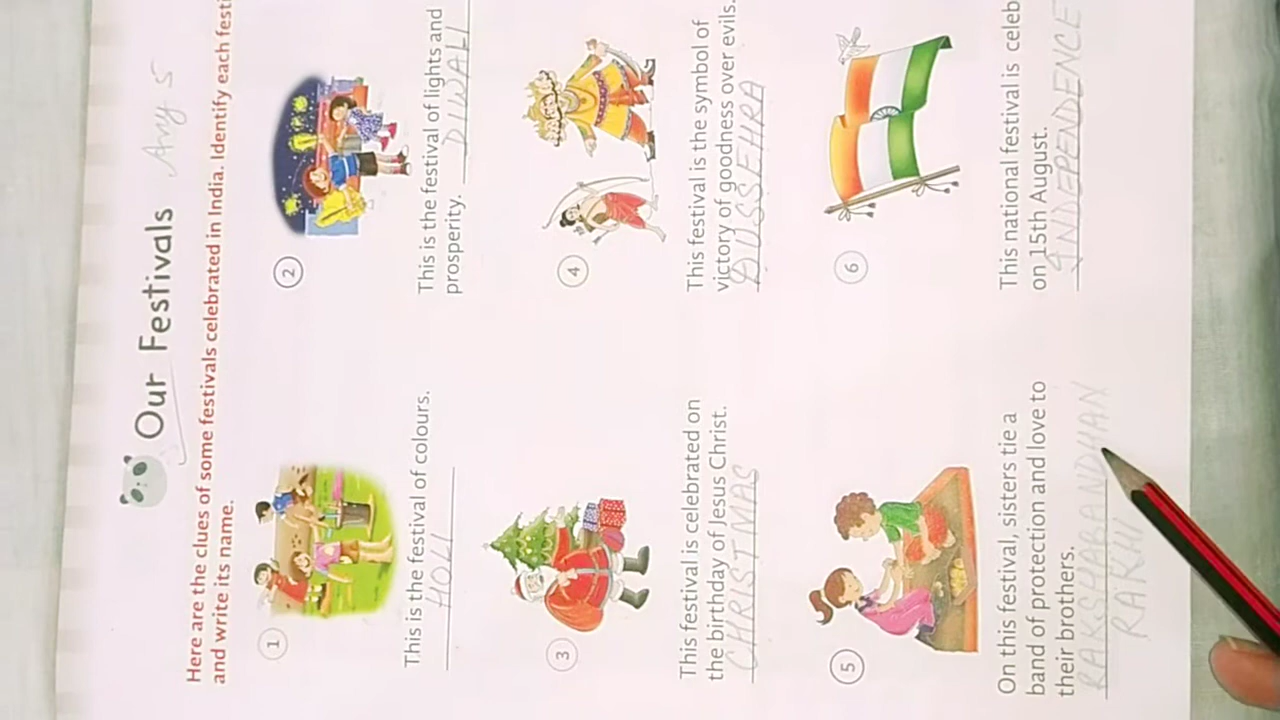 Our Festivals
Here are the clues of some festivals celebrated in India. Identify each festi
and write its name.
1
This is the festival of colours.
HOLI
2
This is the festival of lights and
prosperity. DIWALI
3
This festival is celebrated on
the birthday of Jesus Christ.
CHRISTMAS
4
This festival is the symbol of
victory of goodness over evils.
DUSSEHRA
5
On this festival, sisters tie a
band of protection and love to
their brothers.
RAKSHABANDHAN
RAKHI
6
This national festival is celeb
on 15th August.
INDEPENDENCE